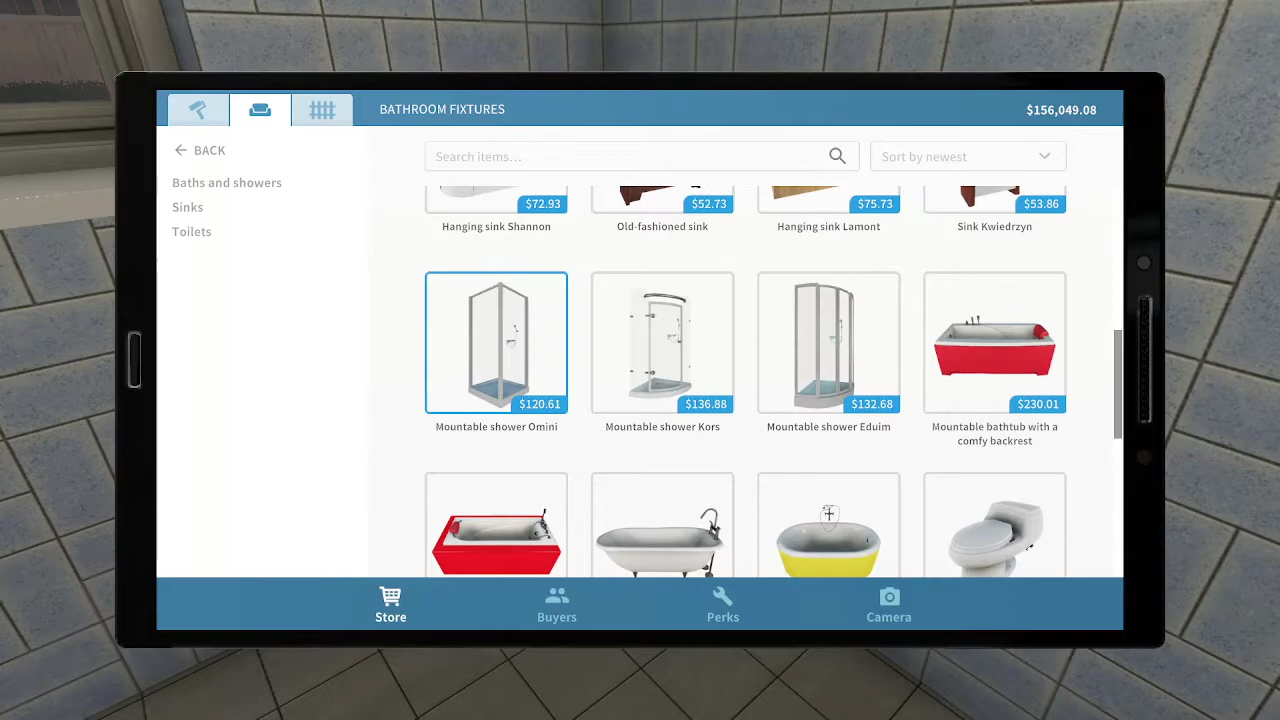 BATHROOM FIXTURES
$156,049.08
BACK
Search items...
Sort by newest
Baths and showers
Sinks
Toilets
$72.93
$52.73
$75.73
$53.86
Hanging sink Shannon
Old-fashioned sink
Hanging sink Lamont
Sink Kwiedrzyn
$120.61
$136.88
$132.68
$230.01
Mountable shower Omini
Mountable shower Kors
Mountable shower Eduim
Mountable bathtub with a
comfy backrest
Store
Buyers
Perks
Camera